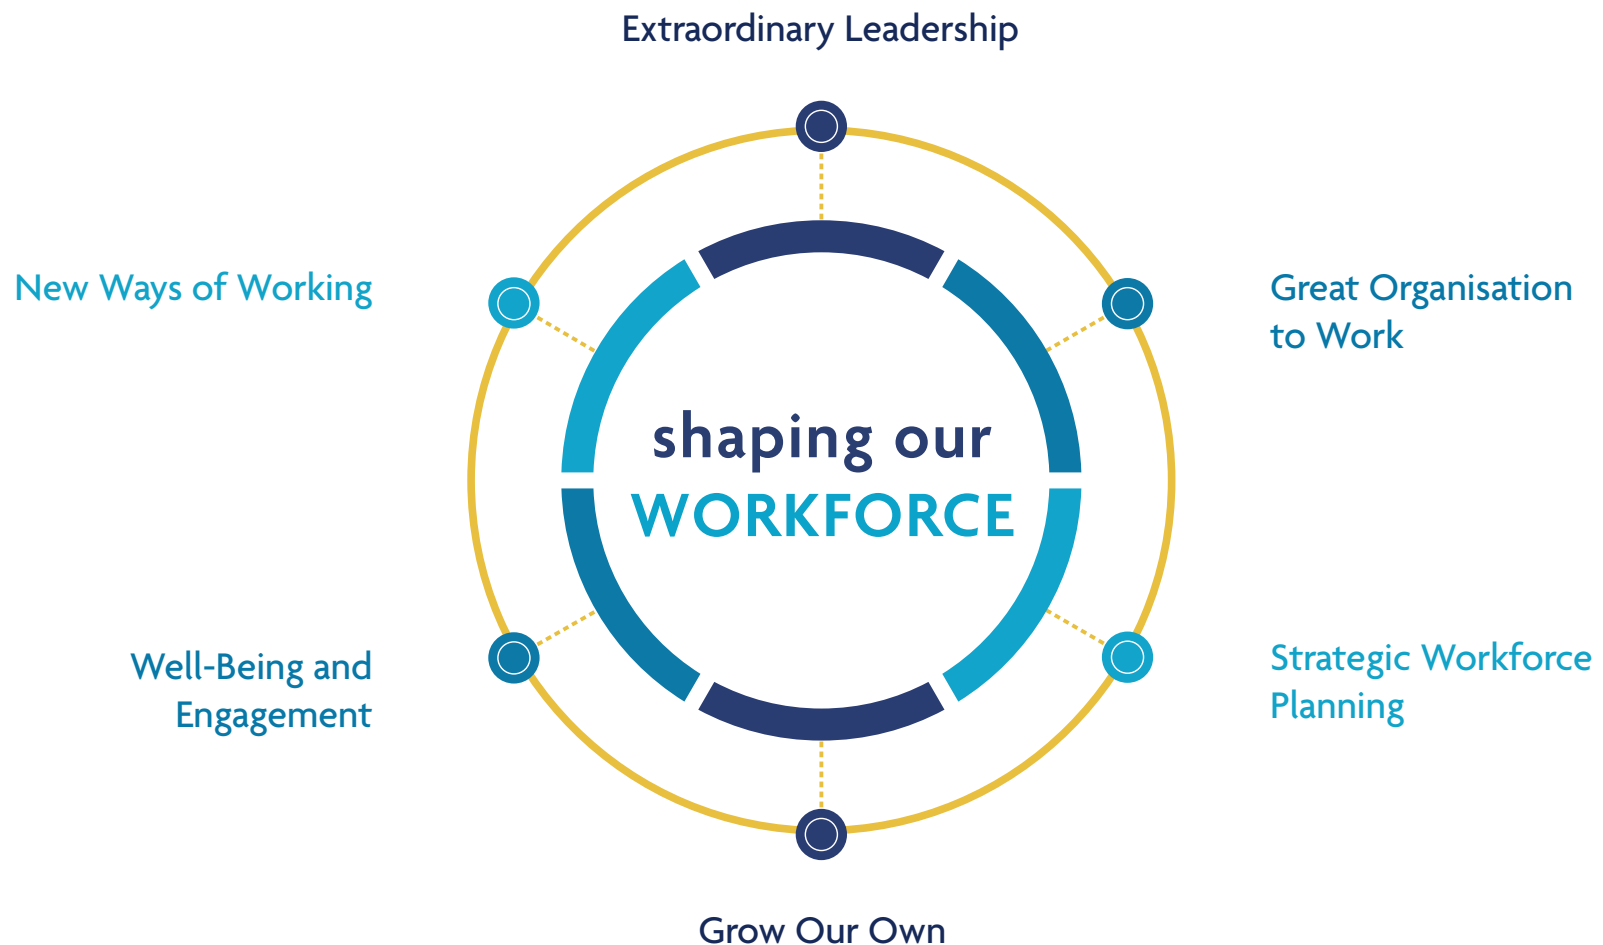 Extraordinary Leadership
New Ways of Working
Great Organisation
to Work
shaping our
WORKFORCE
Well-Being and
Engagement
Strategic Workforce
Planning
Grow Our Own